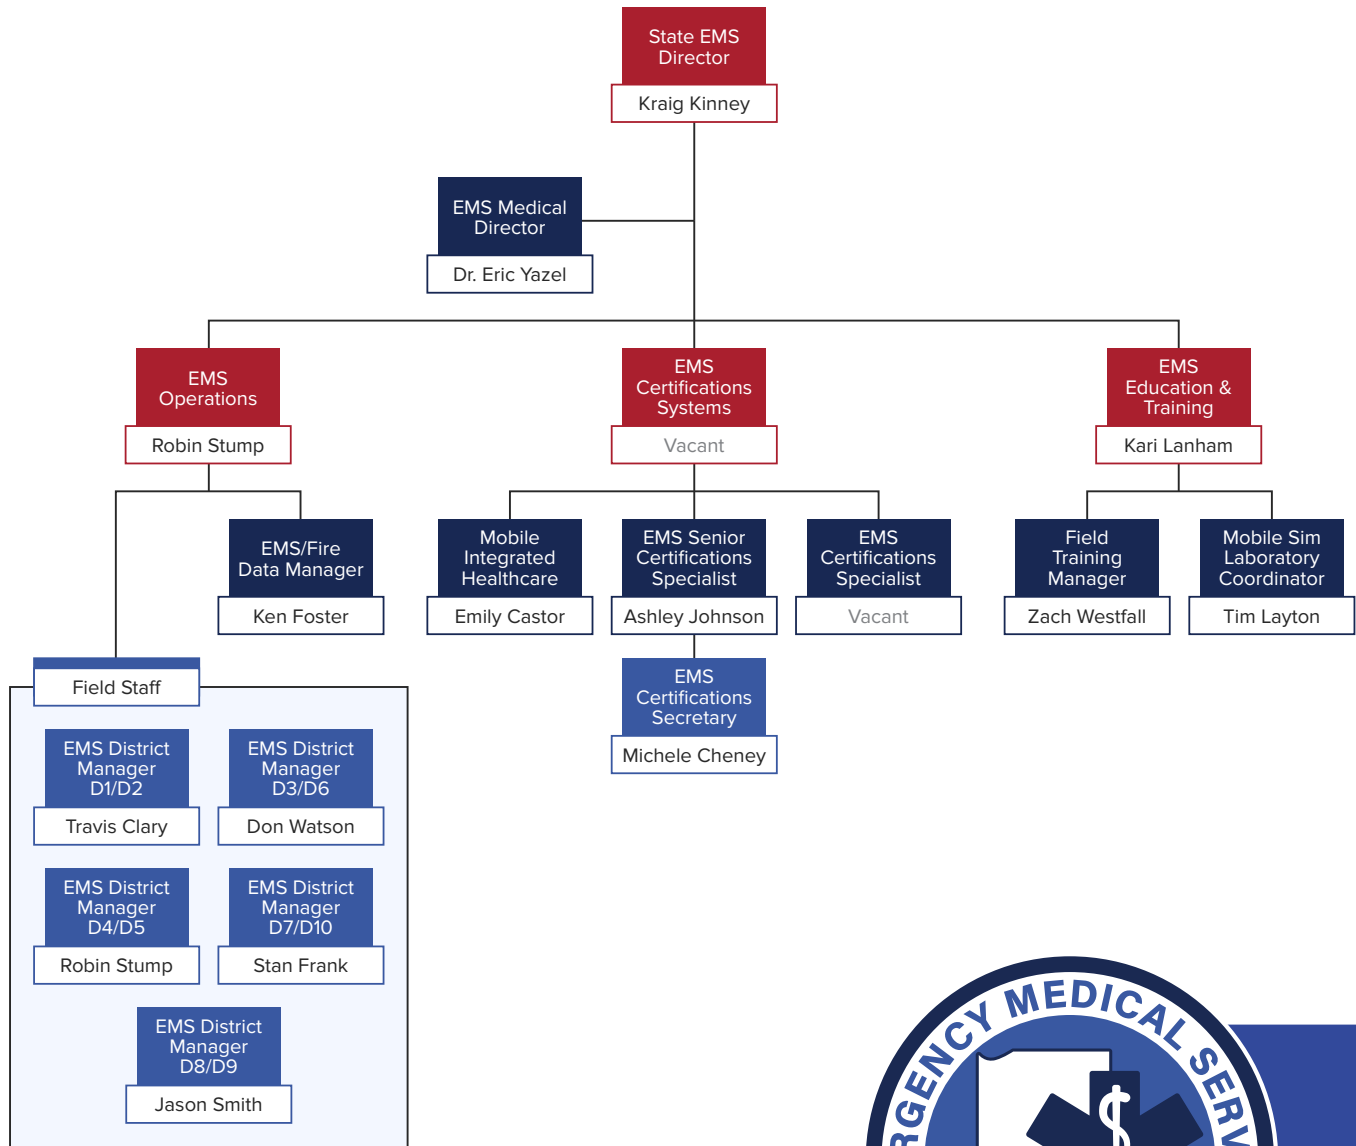 State EMS
Director
Kraig Kinney
EMS Medical
Director
Dr. Eric Yazel
EMS
Operations
Robin Stump
EMS
Certifications
Systems
Vacant
EMS
Education &
Training
Kari Lanham
EMS/Fire
Data Manager
Ken Foster
Mobile
Integrated
Healthcare
Emily Castor
EMS Senior
Certifications
Specialist
Ashley Johnson
EMS
Certifications
Specialist
Vacant
Field
Training
Manager
Zach Westfall
Mobile Sim
Laboratory
Coordinator
Tim Layton
EMS
Certifications
Secretary
Michele Cheney
Field Staff
EMS District
Manager
D1/D2
Travis Clary
EMS District
Manager
D3/D6
Don Watson
EMS District
Manager
D4/D5
Robin Stump
EMS District
Manager
D7/D10
Stan Frank
EMS District
Manager
D8/D9
Jason Smith
RGENCY MEDICAL SERV